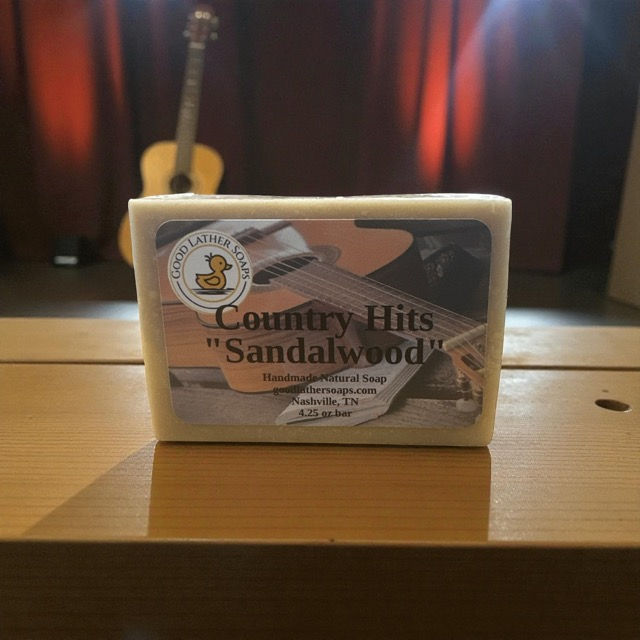 GOOD LATHER SOAPS
Country Hits
"Sandalwood"
Handmade Natural Soap
goodlathersoaps.com
Nashville, TN
4.25 oz bar